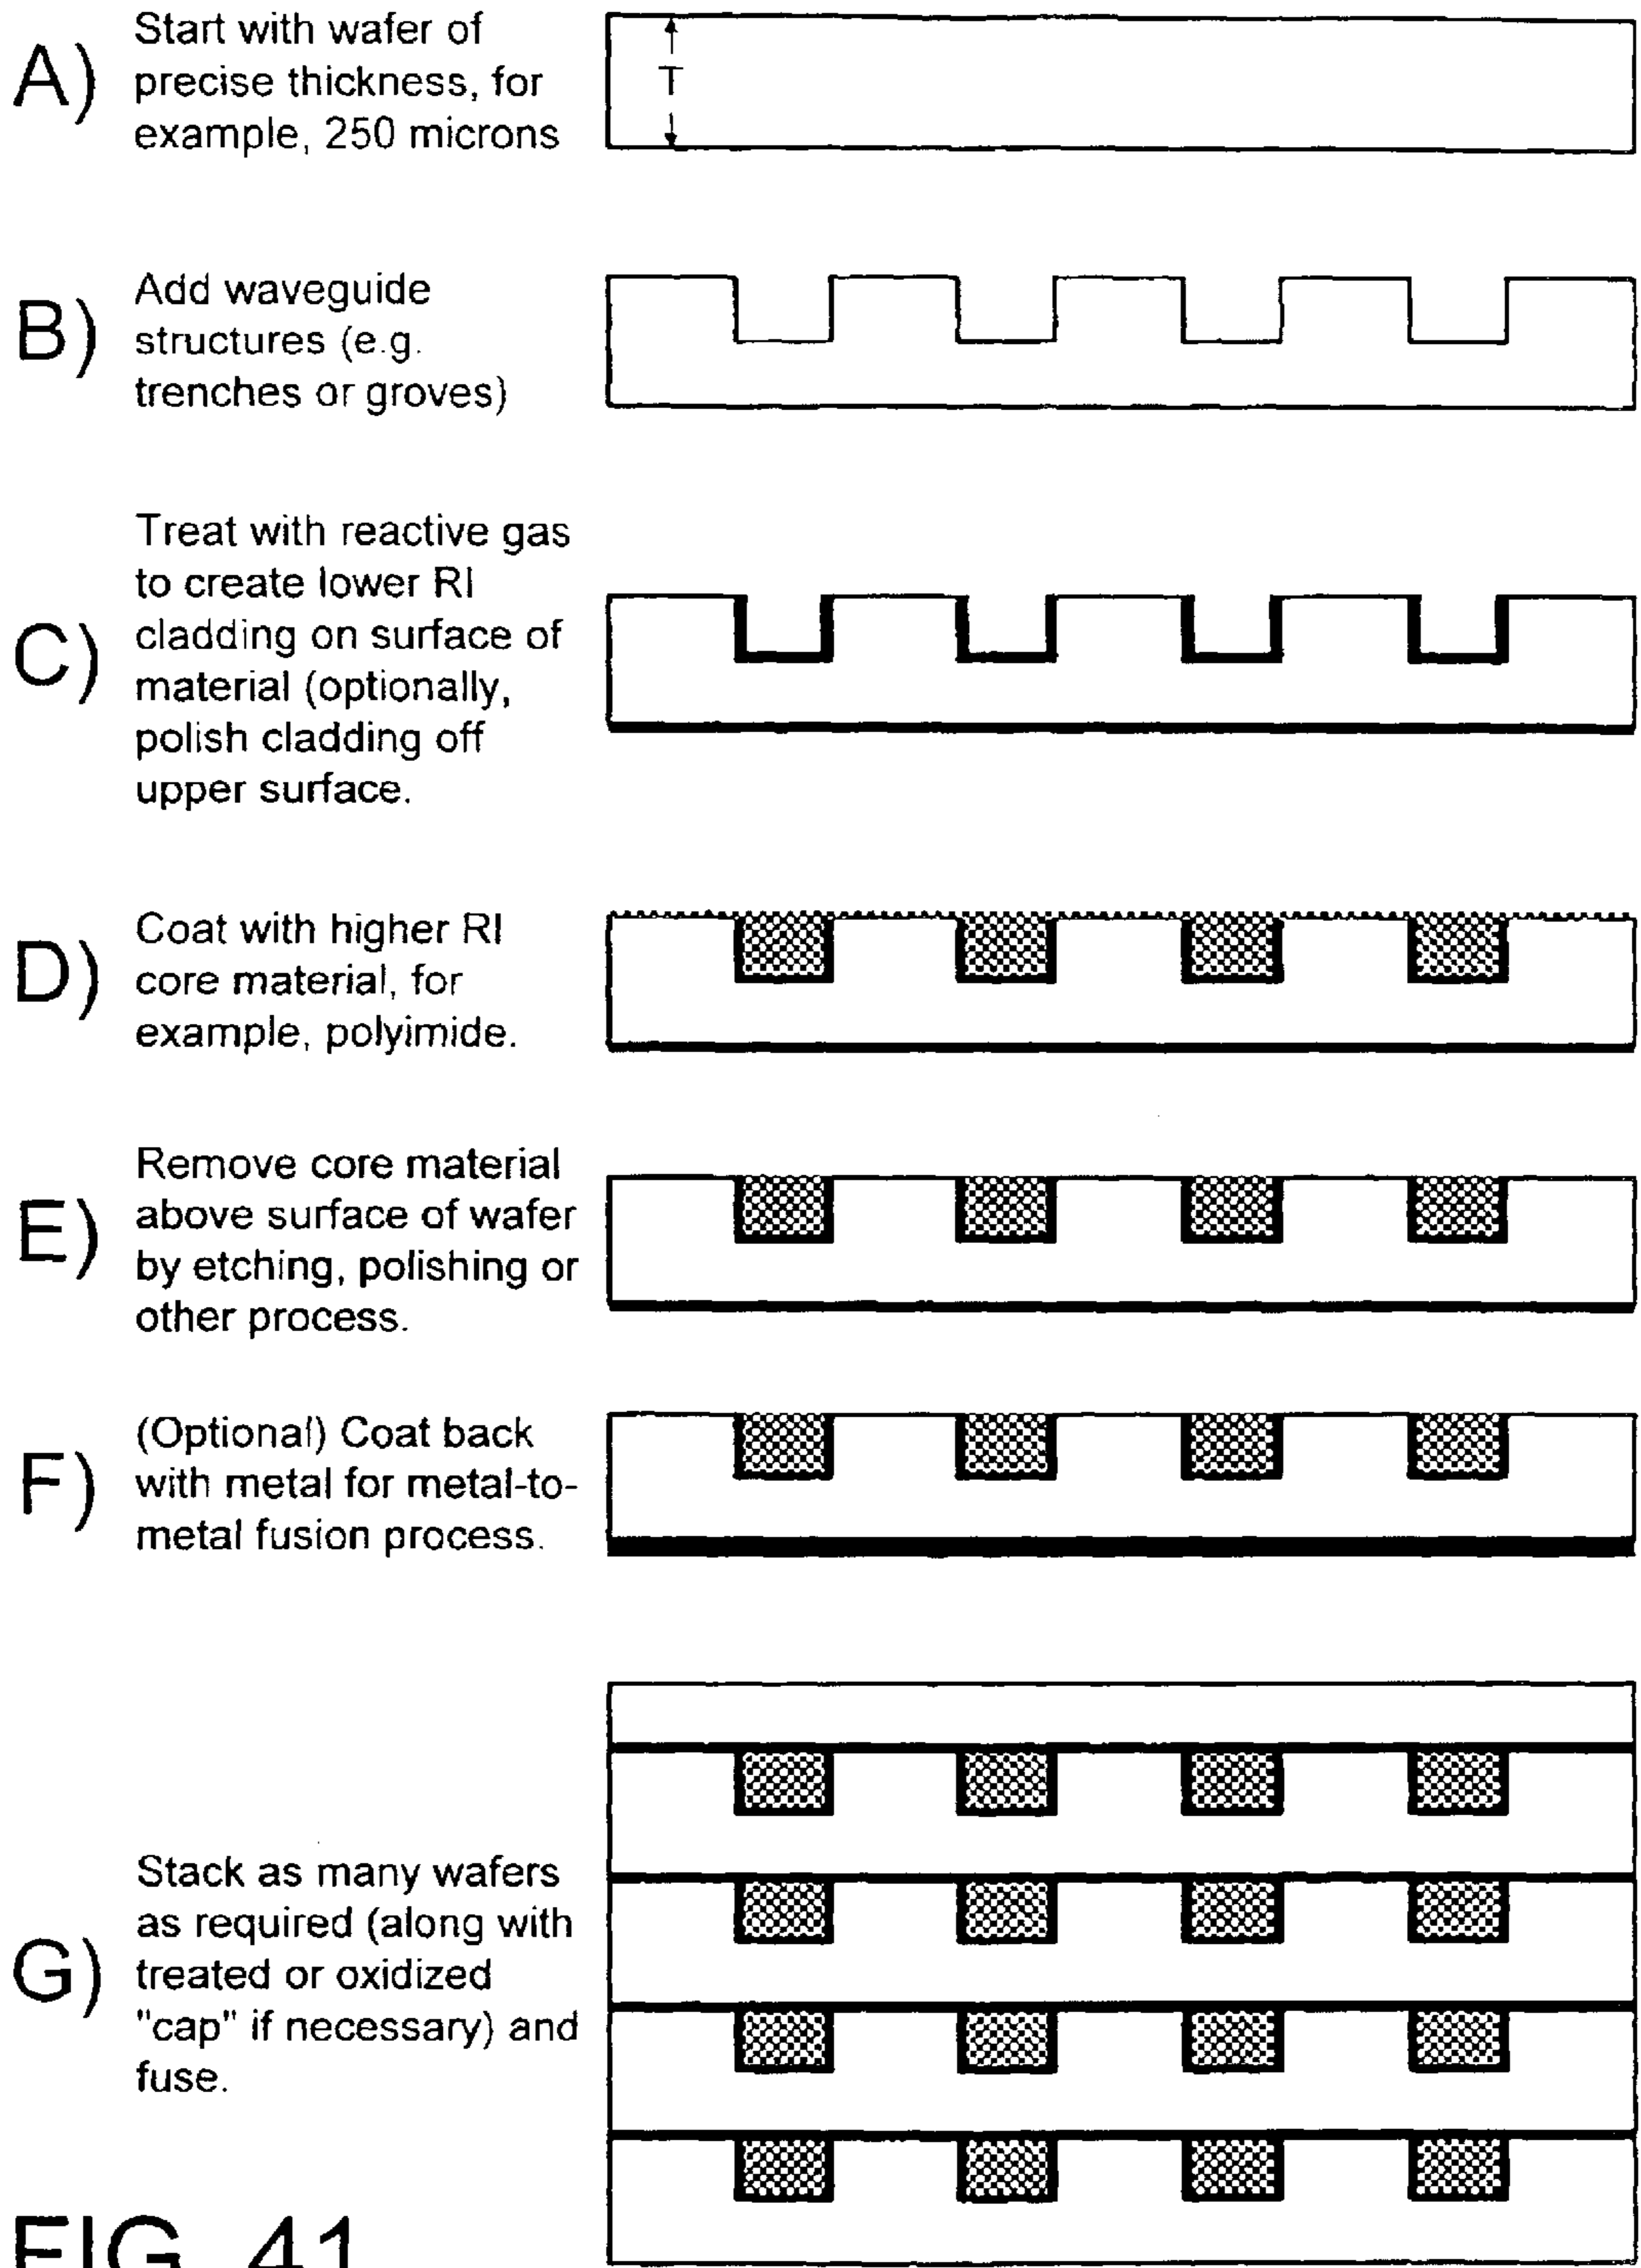 A)
Start with wafer of
precise thickness, for
example, 250 microns
T
B)
Add waveguide
structures (e.g.
trenches or groves)
C)
Treat with reactive gas
to create lower RI
cladding on surface of
material (optionally,
polish cladding off
upper surface.
D)
Coat with higher RI
core material, for
example, polyimide.
E)
Remove core material
above surface of wafer
by etching, polishing or
other process.
F)
(Optional) Coat back
with metal for metal-to-
metal fusion process.
G)
Stack as many wafers
as required (along with
treated or oxidized
"cap" if necessary) and
fuse.
FIG. 41